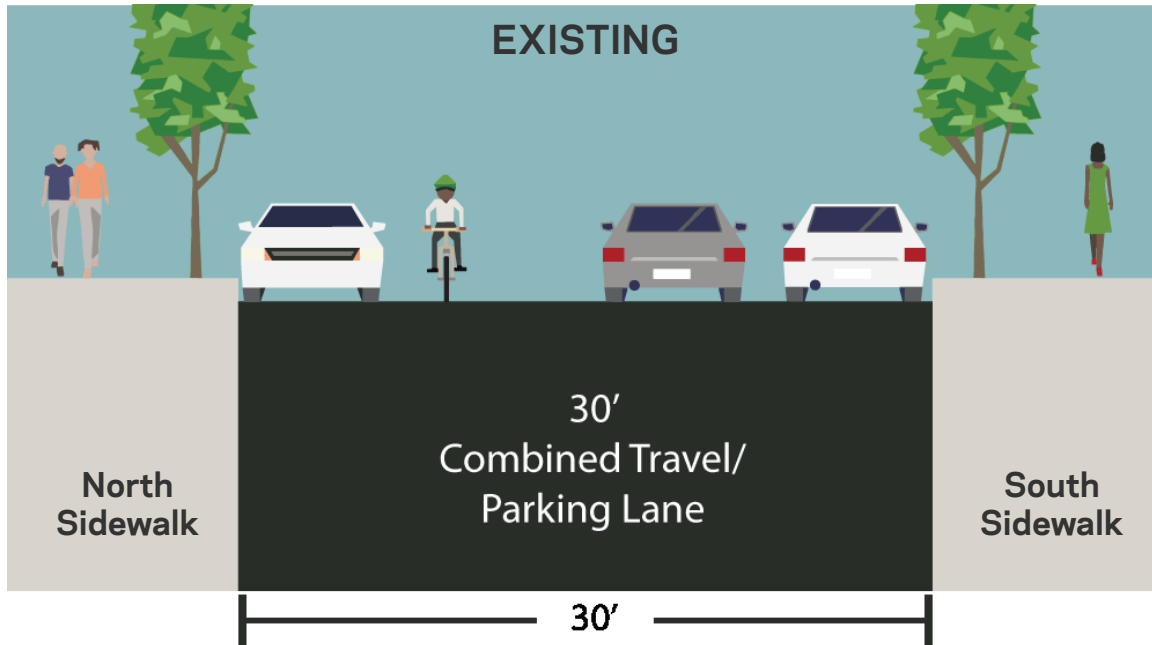 EXISTING
30′
Combined Travel/
Parking Lane
North
Sidewalk
South
Sidewalk
30′